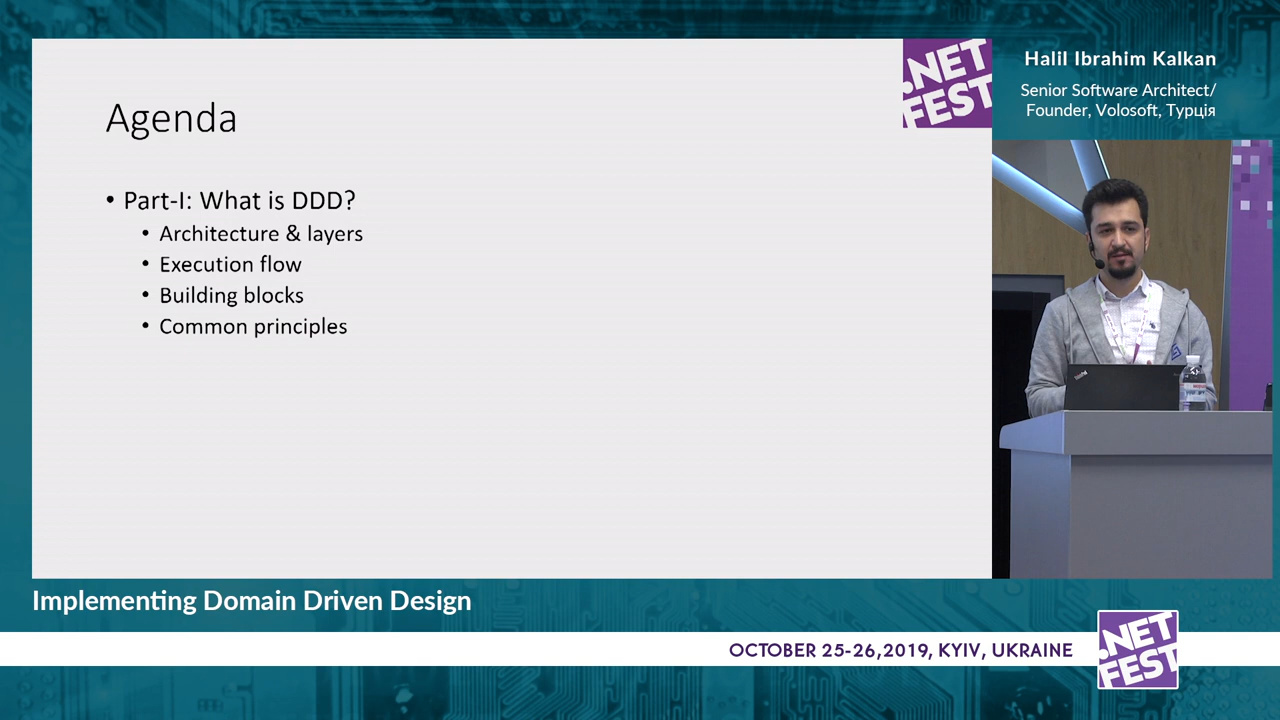 .NET
FEST
Halil Ibrahim Kalkan
Senior Software Architect/
Founder, Volosoft, Турція
Agenda
• Part-I: What is DDD?
• Architecture & layers
• Execution flow
• Building blocks
• Common principles
ThinkPad
Implementing Domain Driven Design
OCTOBER 25-26,2019, KYIV, UKRAINE
.NET
FEST